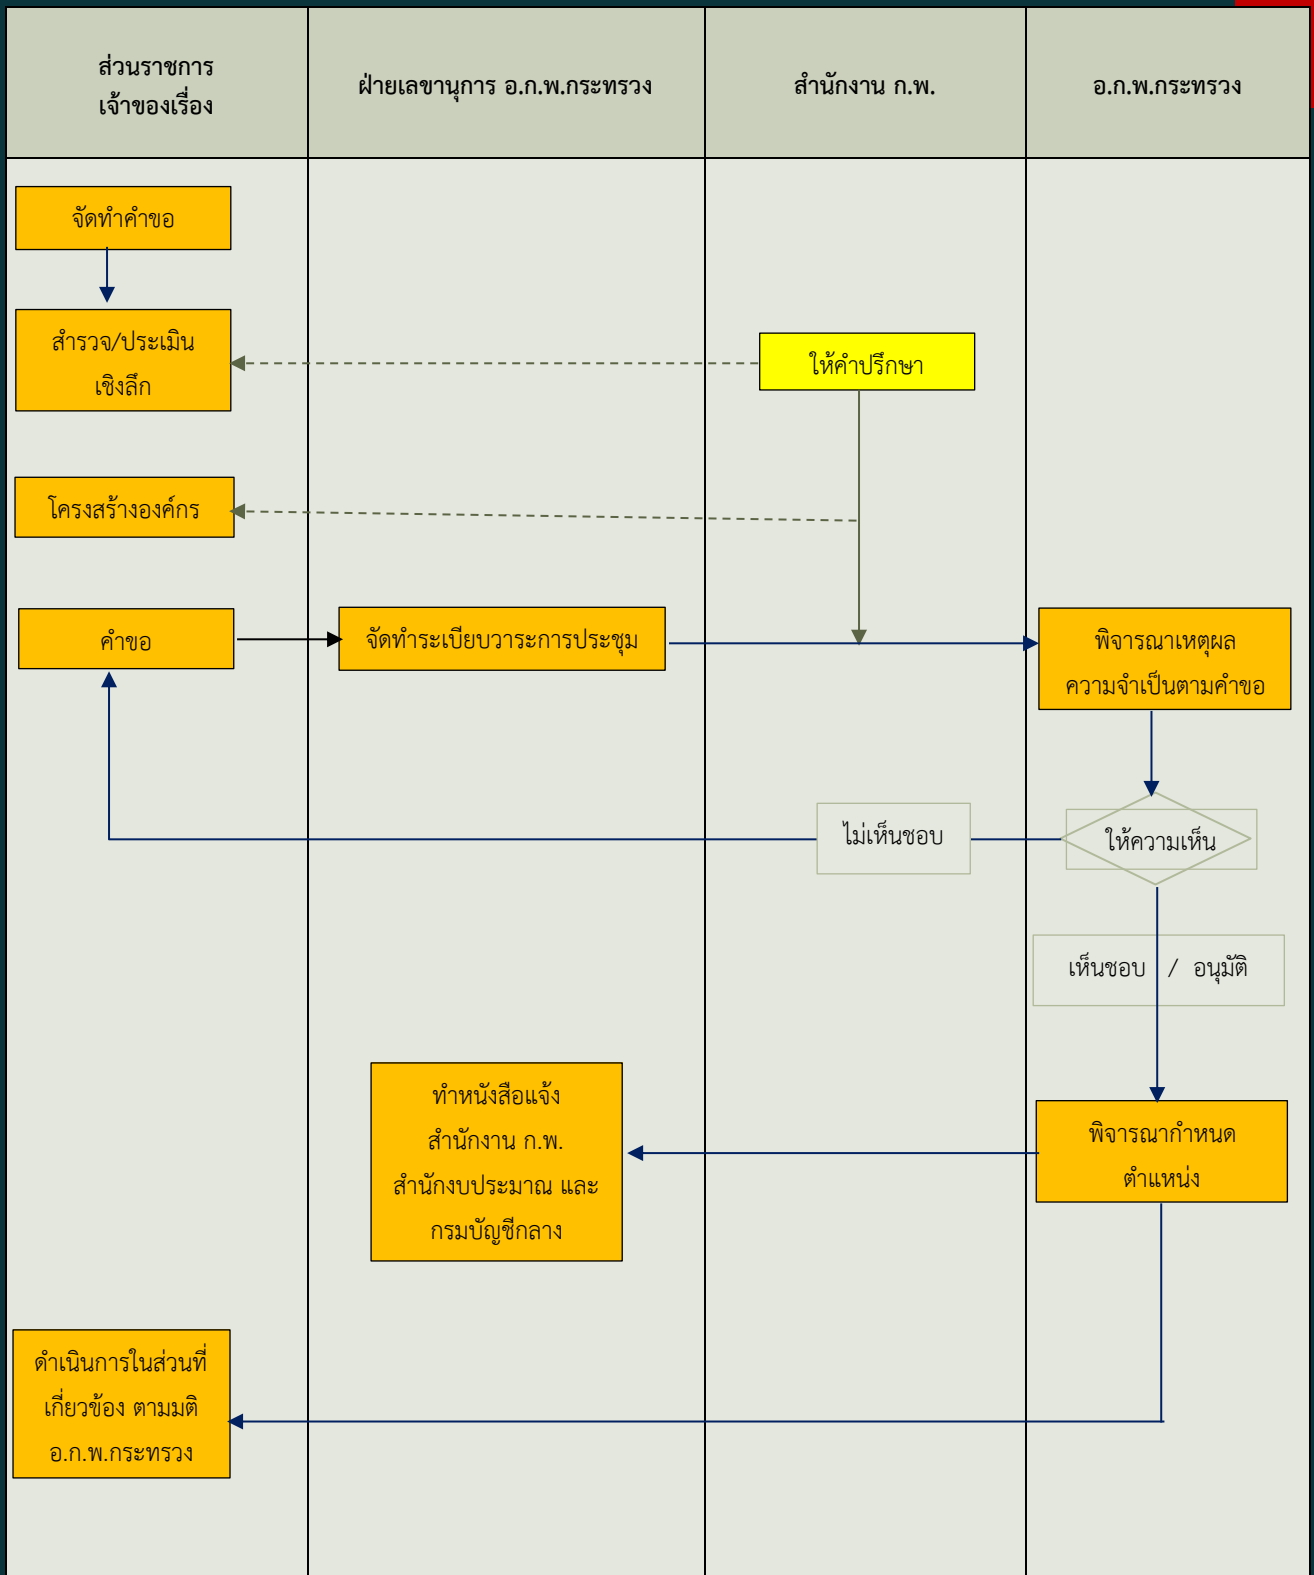 ส่วนราชการ
เจ้าของเรื่อง
ฝ่ายเลขานุการ อ.ก.พ.กระทรวง
สำนักงาน ก.พ.
อ.ก.พ.กระทรวง
จัดทำคำขอ
สำรวจ/ประเมิน
เชิงลึก
ให้คำปรึกษา
โครงสร้างองค์กร
คำขอ
จัดทำระเบียบวาระการประชุม
พิจารณาเหตุผล
ความจำเป็นตามคำขอ
ไม่เห็นชอบ
ให้ความเห็น
เห็นชอบ / อนุมัติ
ทำหนังสือแจ้ง
สำนักงาน ก.พ.
สำนักงบประมาณ และ
กรมบัญชีกลาง
พิจารณากำหนด
ตำแหน่ง
ดำเนินการในส่วนที่
เกี่ยวข้อง ตามมติ
อ.ก.พ.กระทรวง